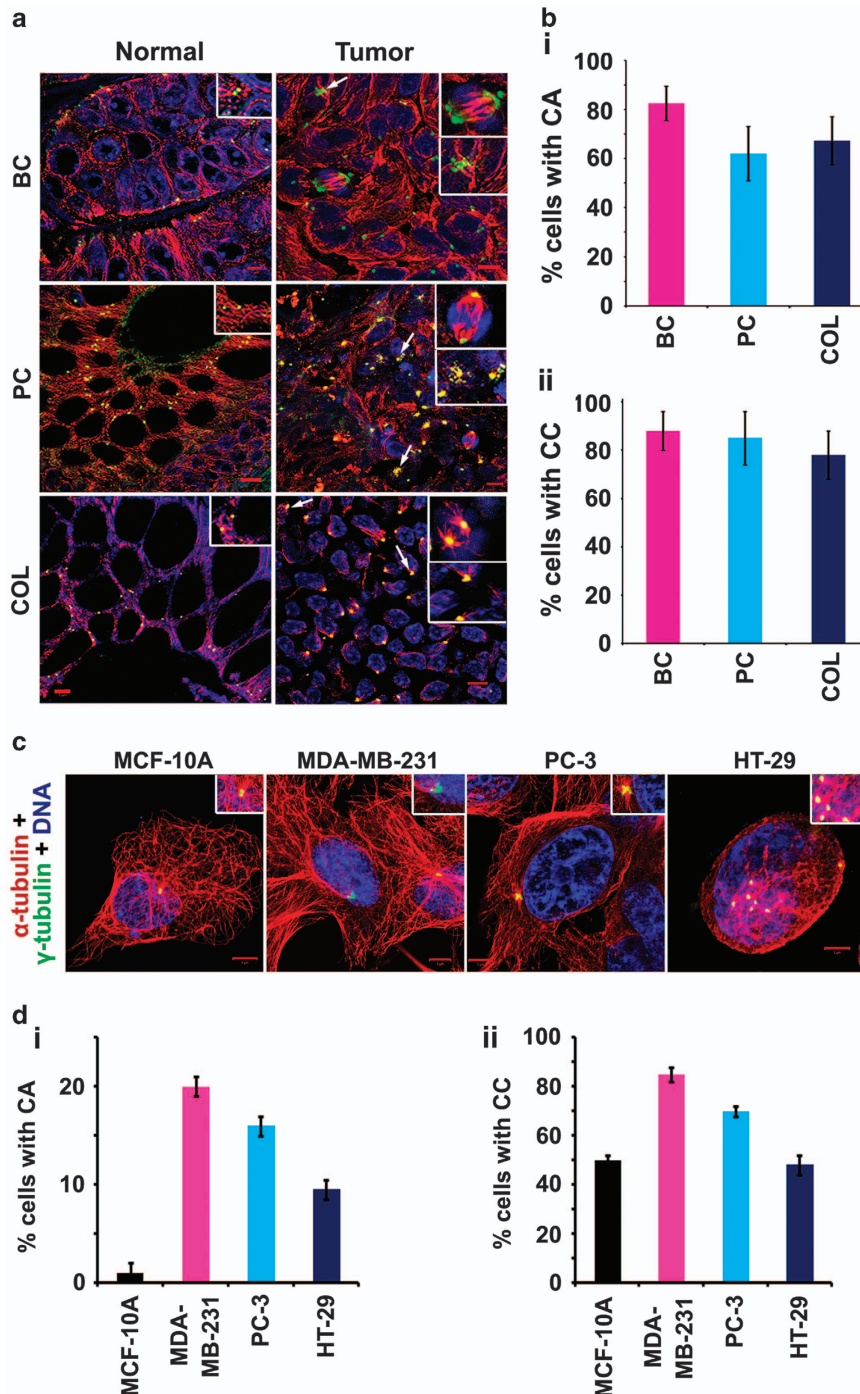 a
Normal
Tumor
BC
PC
COL
b
i
% cells with CA
100
80
60
40
20
0
BC
PC
COL
ii
% cells with CC
100
80
60
40
20
0
BC
PC
COL
c
MCF-10A
MDA-MB-231
PC-3
HT-29
α-tubulin +
γ-tubulin + DNA
d
i
% cells with CA
20
10
0
MCF-10A
MDA-
MB-231
PC-3
HT-29
ii
% cells with CC
100
80
60
40
20
0
MCF-10A
MDA-
MB-231
PC-3
HT-29